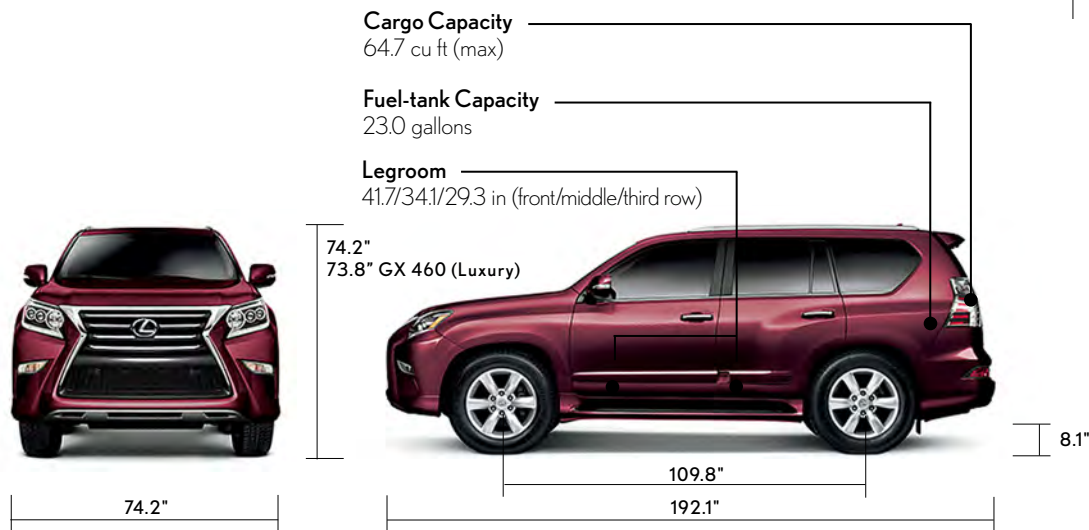 Cargo Capacity
64.7 cu ft (max)
Fuel-tank Capacity
23.0 gallons
Legroom
41.7/34.1/29.3 in (front/middle/third row)
74.2"
73.8" GX 460 (Luxury)
8.1"
109.8"
74.2"
192.1"